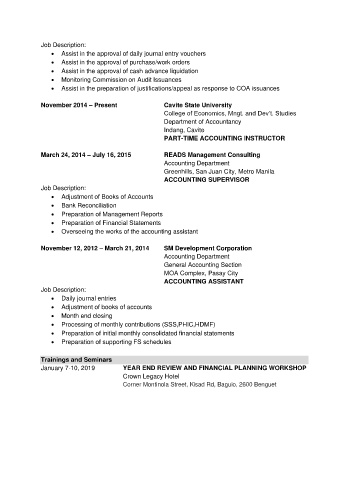 Job Description:
• Assist in the approval of daily journal entry vouchers
• Assist in the approval of purchase/work orders
• Assist in the approval of cash advance liquidation
• Monitoring Commission on Audit Issuances
• Assist in the preparation of justifications/appeal as response to COA issuances
November 2014 – Present Cavite State University
College of Economics, Mngt. and Dev't. Studies
Department of Accountancy
Indang, Cavite
PART-TIME ACCOUNTING INSTRUCTOR
March 24, 2014 – July 16, 2015 READS Management Consulting
Accounting Department
Greenhills, San Juan City, Metro Manila
ACCOUNTING SUPERVISOR
Job Description:
• Adjustment of Books of Accounts
• Bank Reconciliation
• Preparation of Management Reports
• Preparation of Financial Statements
• Overseeing the works of the accounting assistant
November 12, 2012 – March 21, 2014 SM Development Corporation
Accounting Department
General Accounting Section
MOA Complex, Pasay City
ACCOUNTING ASSISTANT
Job Description:
• Daily journal entries
• Adjustment of books of accounts
• Month end closing
• Processing of monthly contributions (SSS,PHIC,HDMF)
• Preparation of initial monthly consolidated financial statements
• Preparation of supporting FS schedules
Trainings and Seminars
January 7-10, 2019 YEAR END REVIEW AND FINANCIAL PLANNING WORKSHOP
Crown Legacy Hotel
Corner Montinola Street, Kisad Rd, Baguio, 2600 Benguet